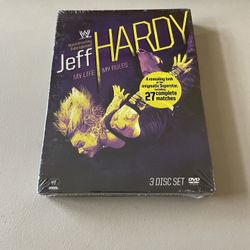 W
Jeff HARDY
MY LIFE MY RULES
A revealing look
at the
enigmatic Superstar,
including
27 complete
matches
3 DISC SET
DVD